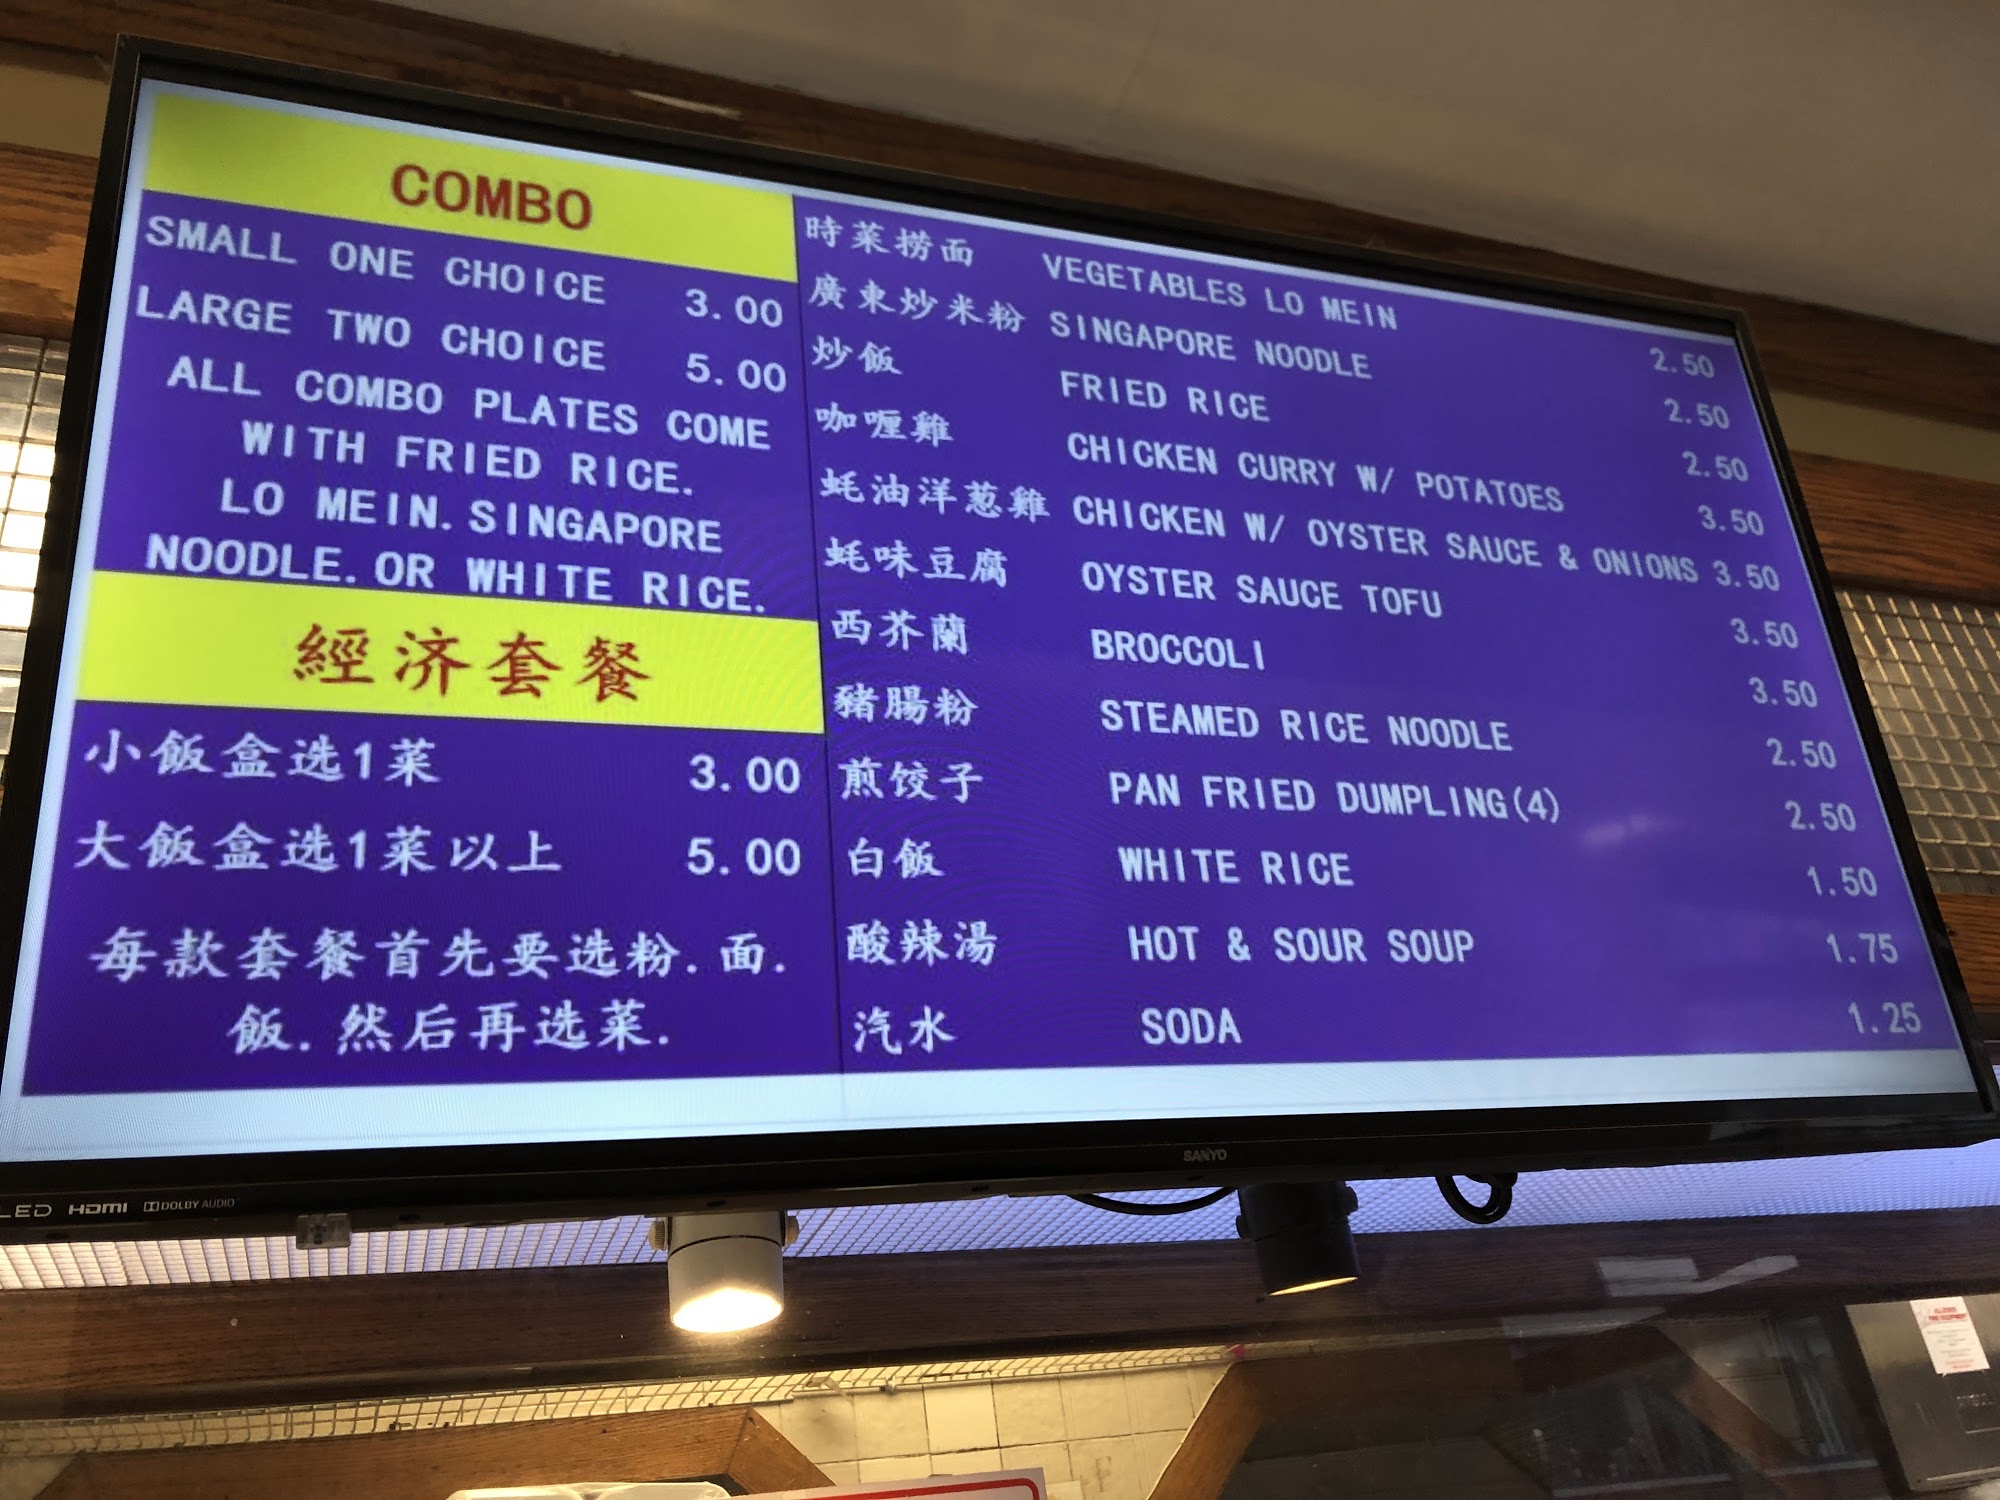 COMBO
SMALL ONE CHOICE 3.00
LARGE TWO CHOICE 5.00
ALL COMBO PLATES COME
WITH FRIED RICE.
LO MEIN.SINGAPORE
NOODLE.OR WHITE RICE.
經济套餐
小飯盒选1菜 3.00
大飯盒选1菜以上 5.00
每款套餐首先要选粉.面.
飯.然后再选菜.
時菜捞面 VEGETABLES LO MEIN 2.50
廣東炒米粉 SINGAPORE NOODLE 2.50
炒飯 FRIED RICE 2.50
咖喱雞 CHICKEN CURRY W/ POTATOES 3.50
蚝油洋葱雞 CHICKEN W/ OYSTER SAUCE & ONIONS 3.50
蚝味豆腐 OYSTER SAUCE TOFU 3.50
西芥蘭 BROCCOLI 3.50
豬腸粉 STEAMED RICE NOODLE 2.50
煎饺子 PAN FRIED DUMPLING(4) 2.50
白飯 WHITE RICE 1.50
酸辣湯 HOT & SOUR SOUP 1.75
汽水 SODA 1.25
SANYO
LED HDMI DOLBY AUDIO